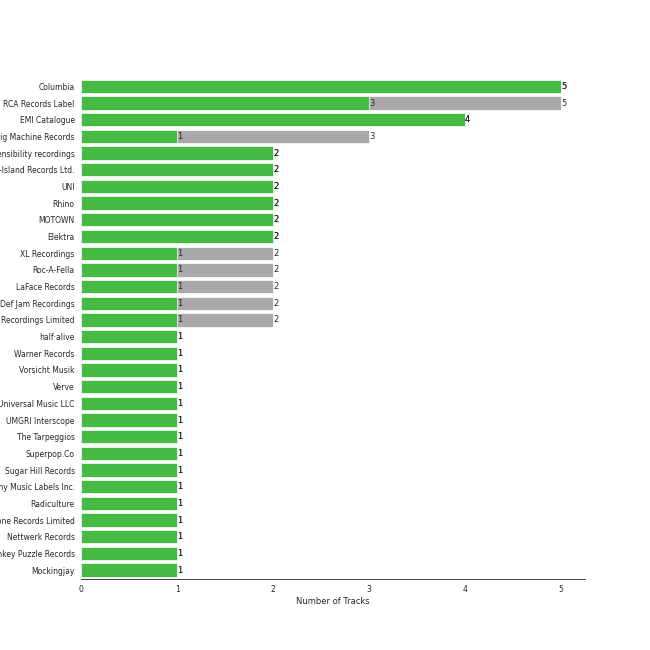 Columbia 5
RCA Records Label 3 5
EMI Catalogue 4
ig Machine Records 1 3
ensibility recordings 2
-Island Records Ltd. 2
UNI 2
Rhino 2
MOTOWN 2
Elektra 2
XL Recordings 1 2
Roc-A-Fella 1 2
LaFace Records 1 2
Def Jam Recordings 1 2
Recordings Limited 1 2
half·alive 1
Warner Records 1
Vorsicht Musik 1
Verve 1
Universal Music LLC 1
UMGRI Interscope 1
The Tarpeggios 1
Superpop.Co 1
Sugar Hill Records 1
ny Music Labels Inc. 1
Radiculture 1
one Records Limited 1
Nettwerk Records 1
nkey Puzzle Records 1
Mockingjay 1
0 1 2 3 4 5
Number of Tracks